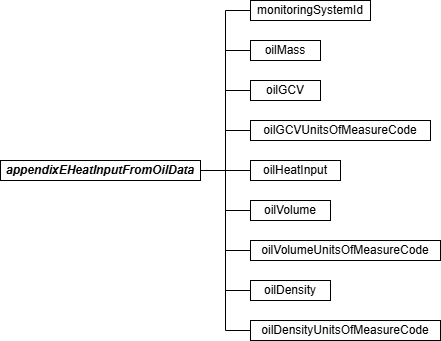 monitoringSystemId
oilMass
oilGCV
oilGCVUnitsOfMeasureCode
appendixEHeatInputFromOilData
oilHeatInput
oilVolume
oilVolumeUnitsOfMeasureCode
oilDensity
oilDensityUnitsOfMeasureCode